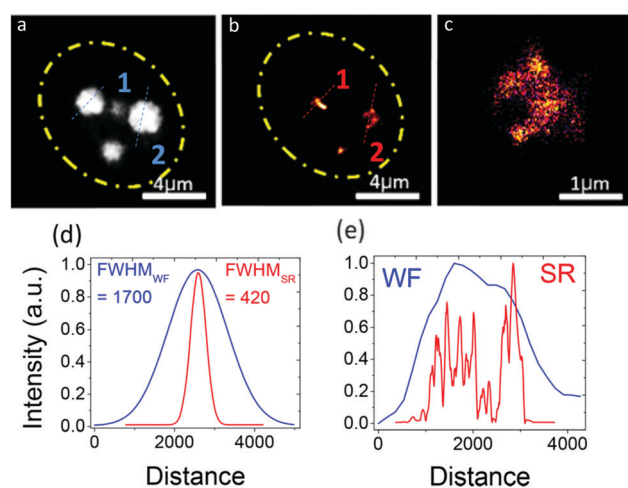 a
1
2
4µm
b
1
2
4µm
c
1µm
(d)
FWHM_WF
= 1700
FWHM_SR
= 420
1.0
0.8
0.6
0.4
0.2
0.0
0
2000
4000
Intensity (a.u.)
Distance
(e)
WF
SR
1.0
0.8
0.6
0.4
0.2
0.0
0
2000
4000
Distance